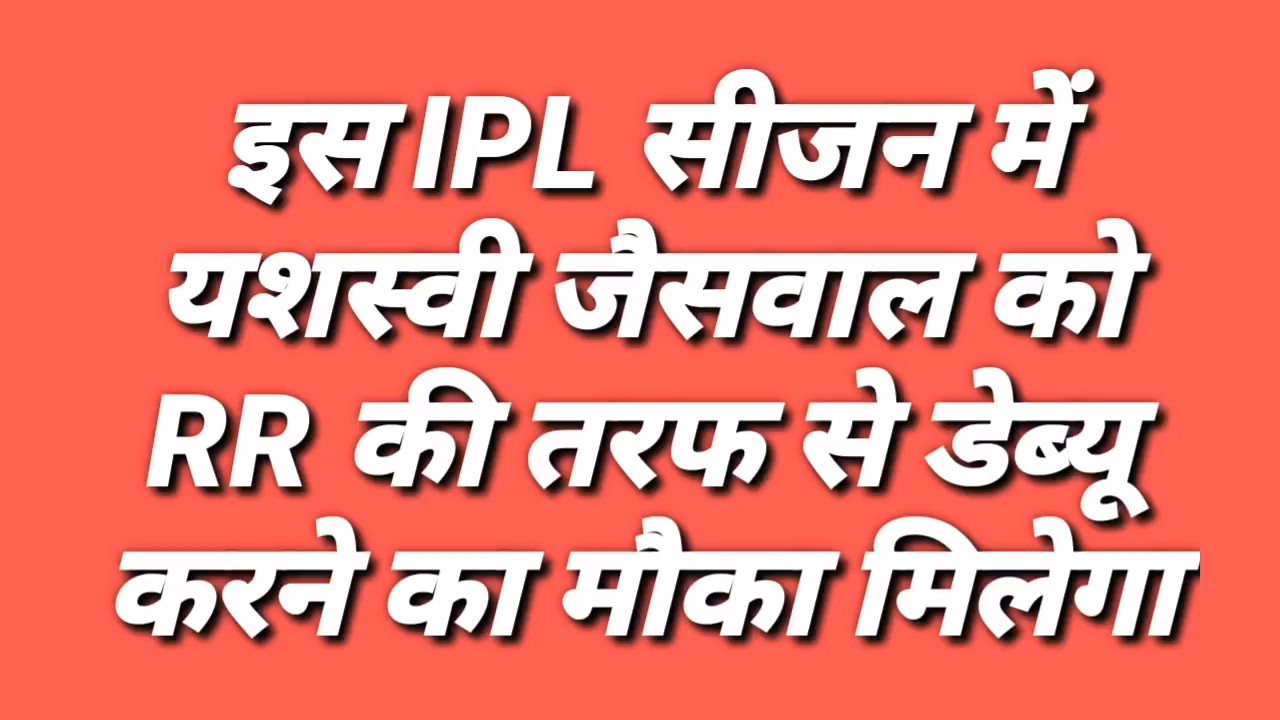 इस IPL सीजन में
यशस्वी जैसवाल को
RR की तरफ से डेब्यू
करने का मौका मिलेगा